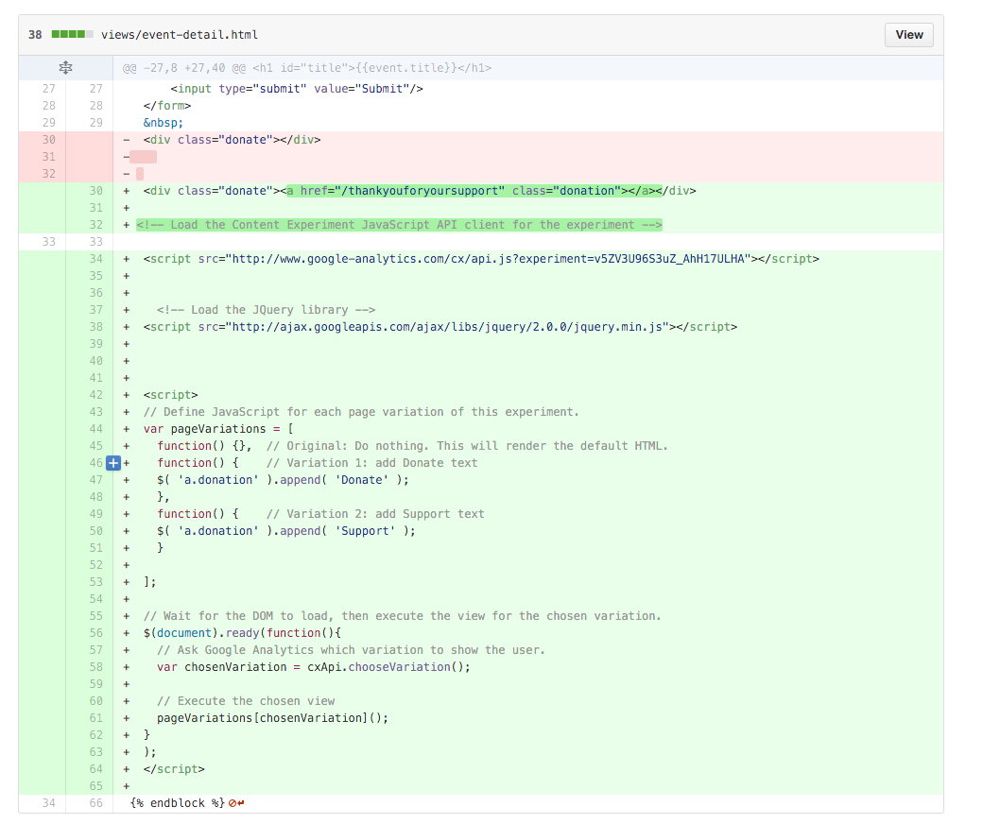 38 views/event-detail.html View
@@ -27,8 +27,40 @@ <h1 id="title">{{event.title}}</h1>
27 27 <input type="submit" value="Submit"/>
28 28 </form>
29 29 &nbsp;
30 - <div class="donate"></div>
31 -
32 -
30 + <div class="donate"><a href="/thankyouforyoursupport" class="donation"></a></div>
31 +
32 + <!-- Load the Content Experiment JavaScript API client for the experiment -->
33 33
34 + <script src="http://www.google-analytics.com/cx/api.js?experiment=v5ZV3U96S3uZ_AhH17ULHA"></script>
35 +
36 +
37 + <!-- Load the JQuery library -->
38 + <script src="http://ajax.googleapis.com/ajax/libs/jquery/2.0.0/jquery.min.js"></script>
39 +
40 +
41 +
42 + <script>
43 + // Define JavaScript for each page variation of this experiment.
44 + var pageVariations = [
45 + function() {}, // Original: Do nothing. This will render the default HTML.
46 + + function() { // Variation 1: add Donate text
47 + $( 'a.donation' ).append( 'Donate' );
48 + },
49 + function() { // Variation 2: add Support text
50 + $( 'a.donation' ).append( 'Support' );
51 + }
52 +
53 + ];
54 +
55 + // Wait for the DOM to load, then execute the view for the chosen variation.
56 + $(document).ready(function(){
57 + // Ask Google Analytics which variation to show the user.
58 + var chosenVariation = cxApi.chooseVariation();
59 +
60 + // Execute the chosen view
61 + pageVariations[chosenVariation]();
62 + }
63 + );
64 + </script>
65 +
34 66 {% endblock %}